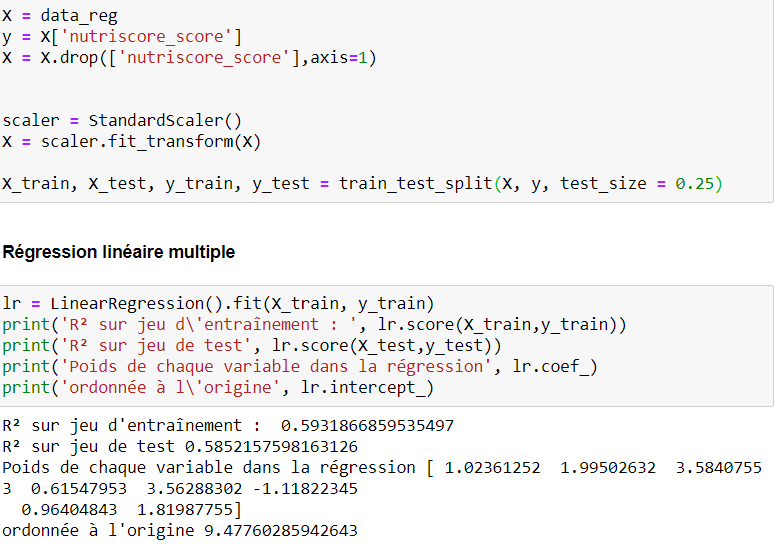 X = data_reg
y = X['nutriscore_score']
X = X.drop(['nutriscore_score'],axis=1)
scaler = StandardScaler()
X = scaler.fit_transform(X)
X_train, X_test, y_train, y_test = train_test_split(X, y, test_size = 0.25)
Régression linéaire multiple
lr = LinearRegression().fit(X_train, y_train)
print('R² sur jeu d\'entraînement : ', lr.score(X_train,y_train))
print('R² sur jeu de test', lr.score(X_test,y_test))
print('Poids de chaque variable dans la régression', lr.coef_)
print('ordonnée à l\'origine', lr.intercept_)
R² sur jeu d'entraînement :  0.5931866859535497
R² sur jeu de test 0.5852157598163126
Poids de chaque variable dans la régression [ 1.02361252  1.99502632  3.5840755
3  0.61547953  3.56288302 -1.11822345
  0.96404843  1.81987755]
ordonnée à l'origine 9.47760285942643